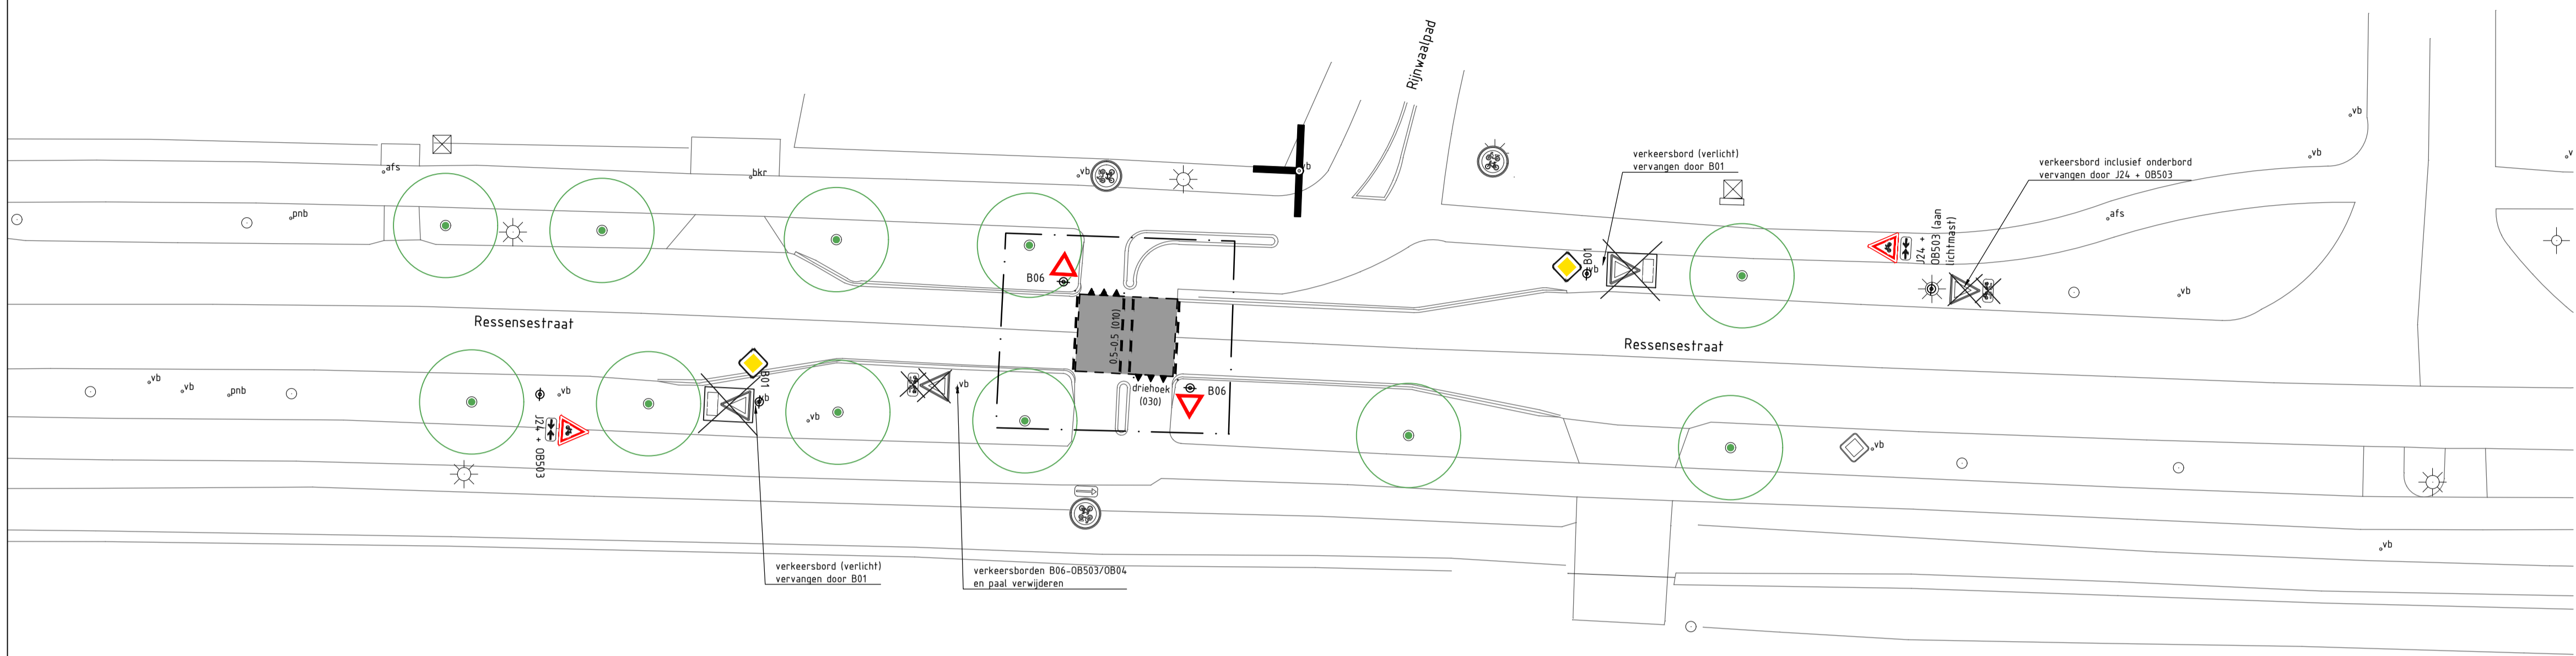 Rijnwaalpad
vb
vb
verkeersbord (verlicht)
vervangen door B01
verkeersbord inclusief onderbord
vervangen door J24 + OB503
vb
vb
afs
bkr
vb
pnb
afs
J24 +
OB503 (aan
lichtmast)
B01
vb
B06
vb
Ressensestraat
0.5-0.5 (010)
Ressensestraat
vb
vb
pnb
vb
B01
vb
vb
vb
driehoek
(030)
B06
J24 + OB503
vb
vb
verkeersbord (verlicht)
vervangen door B01
verkeersborden B06-OB503/OB04
en paal verwijderen